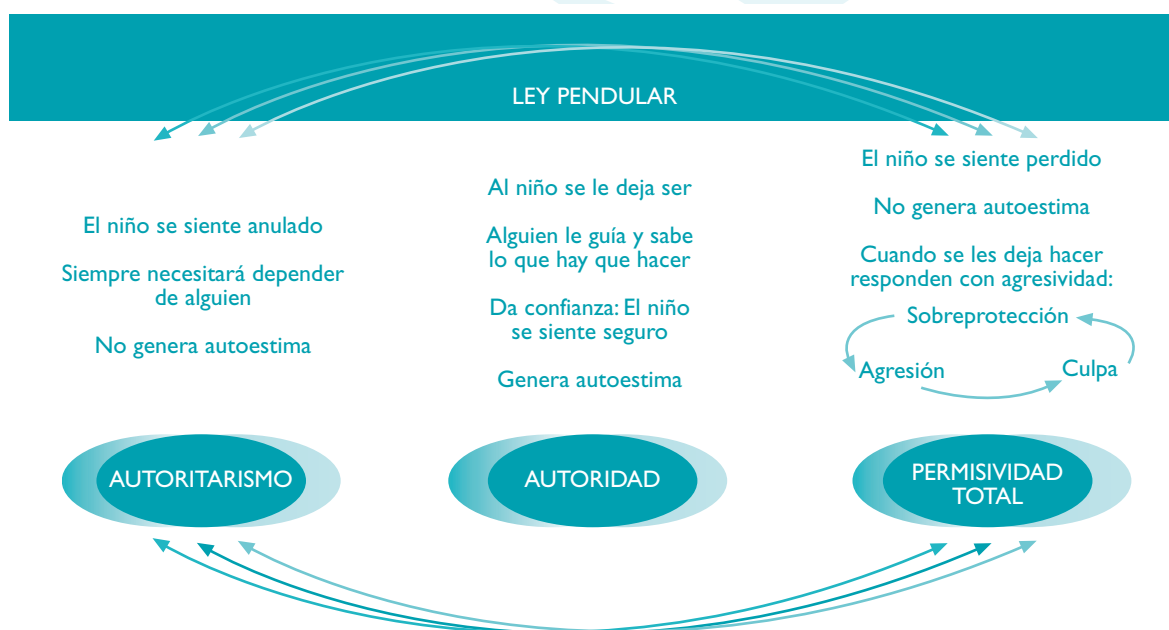 LEY PENDULAR
El niño se siente anulado
Siempre necesitará depender
de alguien
No genera autoestima
AUTORITARISMO
Al niño se le deja ser
Alguien le guía y sabe
lo que hay que hacer
Da confianza: El niño
se siente seguro
Genera autoestima
AUTORIDAD
El niño se siente perdido
No genera autoestima
Cuando se les deja hacer
responden con agresividad:
Sobreprotección
Agresión
Culpa
PERMISIVIDAD
TOTAL